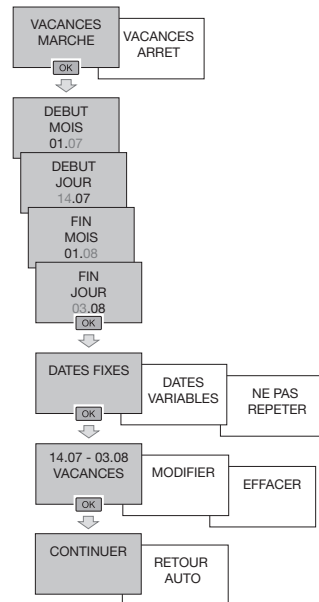 VACANCES
MARCHE
VACANCES
ARRET
OK
DEBUT
MOIS
01.07
DEBUT
JOUR
14.07
FIN
MOIS
01.08
FIN
JOUR
03.08
OK
DATES FIXES
DATES
VARIABLES
NE PAS
REPETER
OK
14.07 - 03.08
VACANCES
MODIFIER
EFFACER
OK
CONTINUER
RETOUR
AUTO